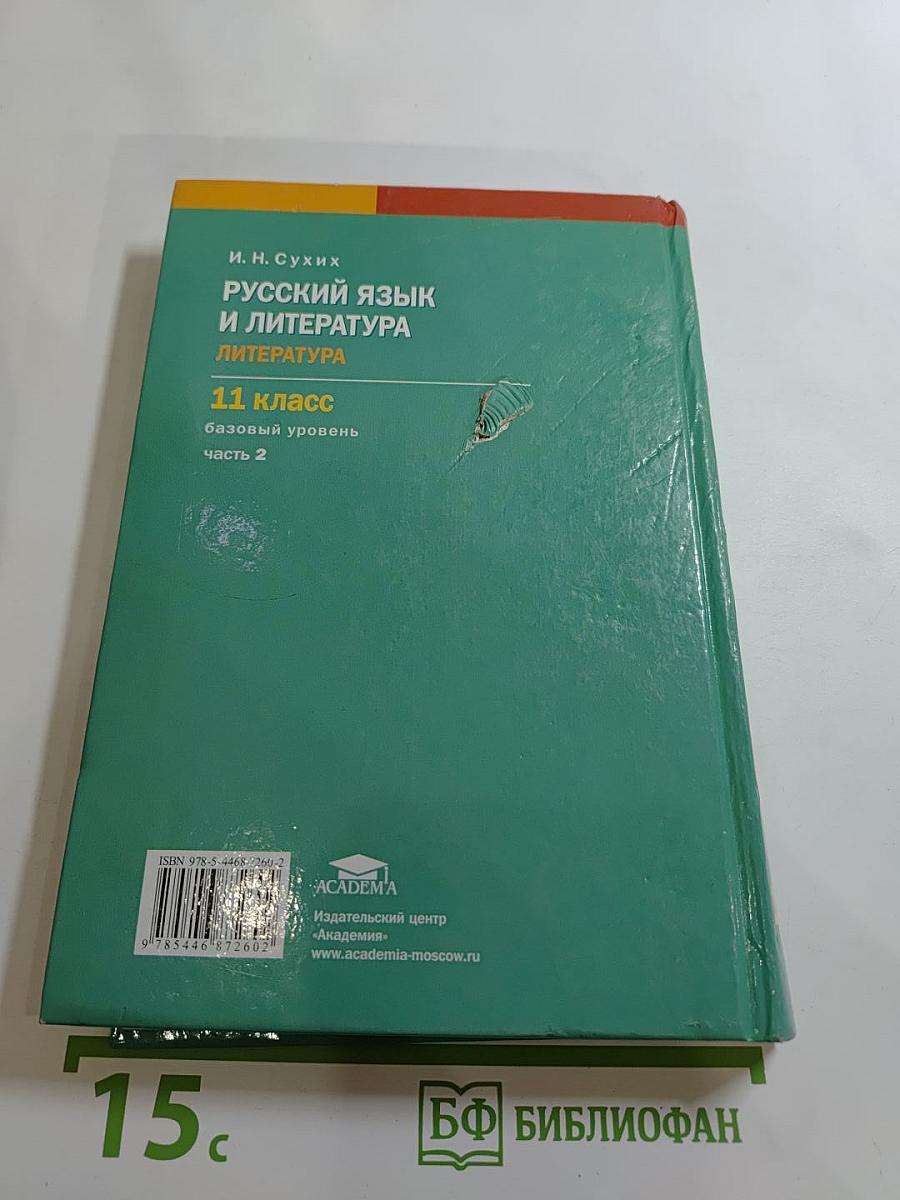 И. Н. Сухих
РУССКИЙ ЯЗЫК
И ЛИТЕРАТУРА
ЛИТЕРАТУРА
11 класс
базовый уровень
часть 2
ISBN 978-5-4468-7260-2
9 785446 872602
ACADEMA
Издательский центр
«Академия»
www.academia-moscow.ru
15 с
БФ БИБЛИОФАН